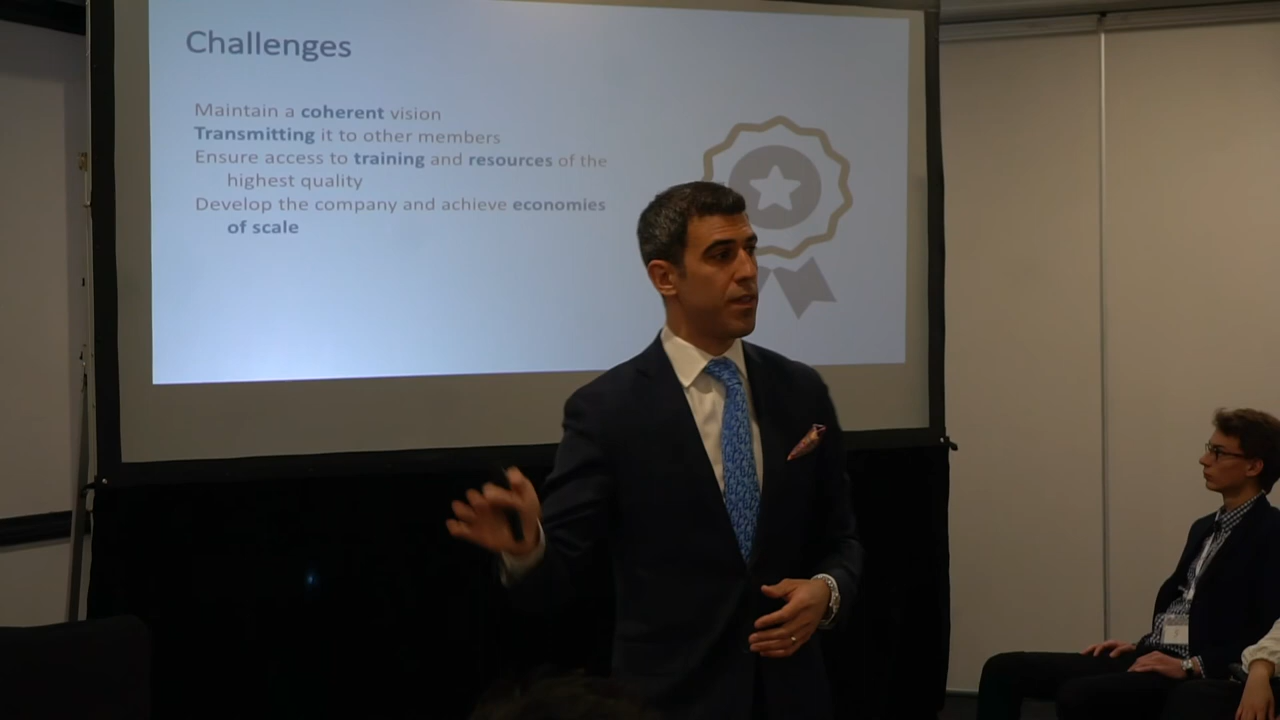 Challenges
Maintain a coherent vision
Transmitting it to other members
Ensure access to training and resources of the
highest quality
Develop the company and achieve economies
of scale